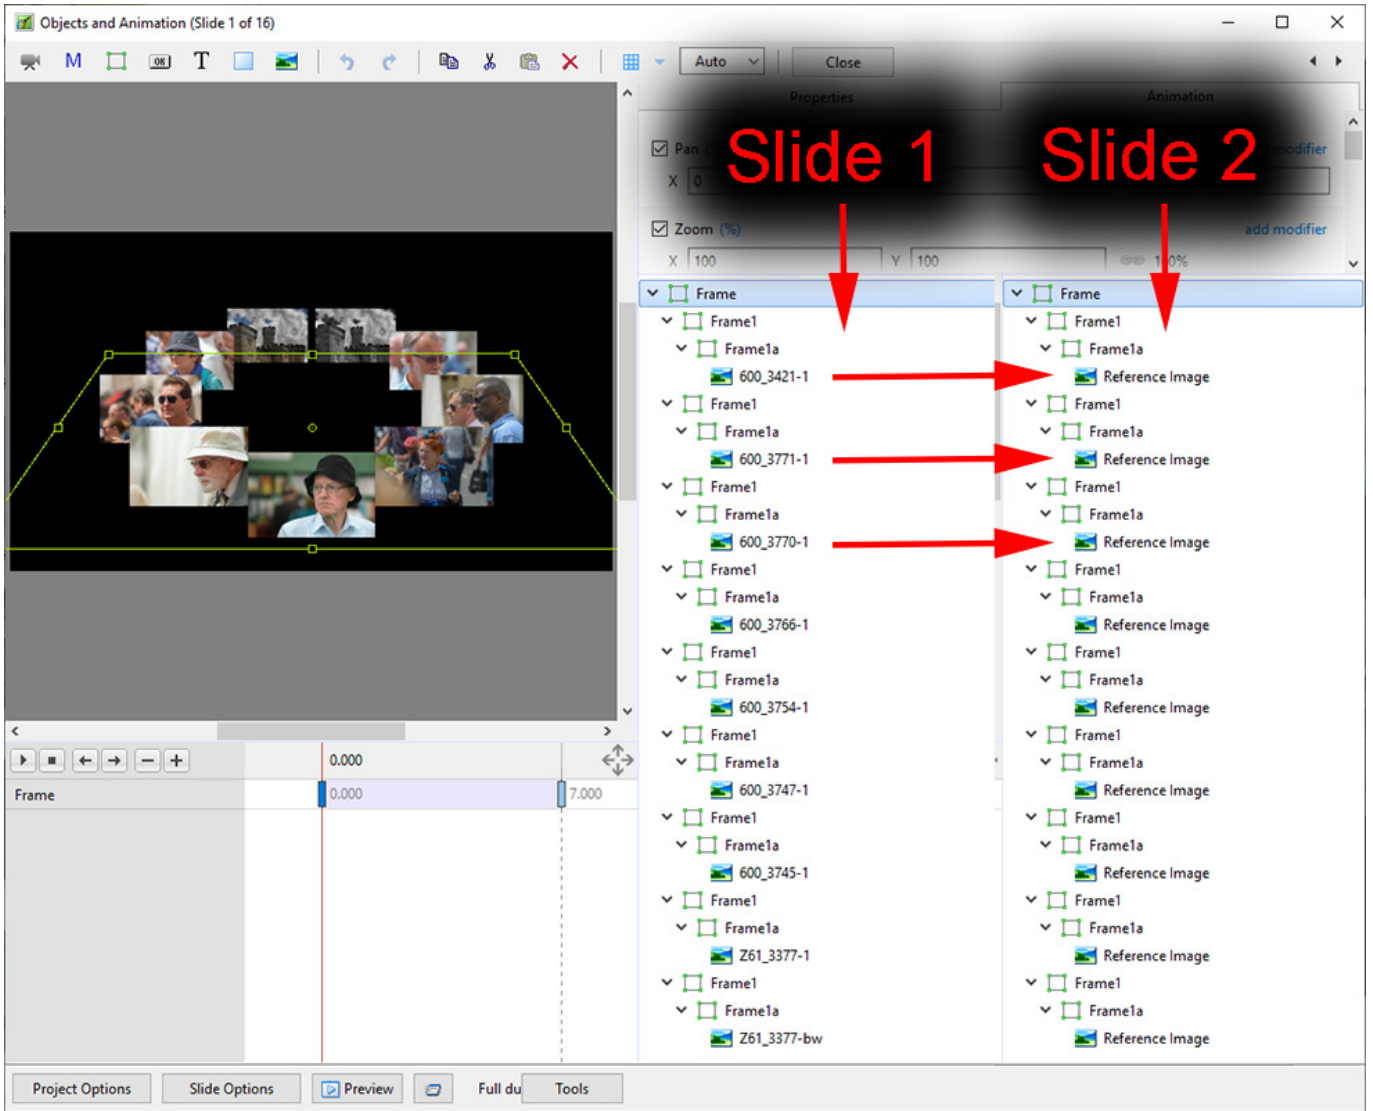 Objects and Animation (Slide 1 of 16)
M
OK
T
Auto
Close
Properties
Animation
Slide 1
Slide 2
Pan
modifier
X 0
Zoom (%)
add modifier
X 100
Y 100
100%
Frame
Frame1
Frame1a
600_3421-1
Frame1
Frame1a
600_3771-1
Frame1
Frame1a
600_3770-1
Frame1
Frame1a
600_3766-1
Frame1
Frame1a
600_3754-1
Frame1
Frame1a
600_3747-1
Frame1
Frame1a
600_3745-1
Frame1
Frame1a
Z61_3377-1
Frame1
Frame1a
Z61_3377-bw
Frame
Frame1
Frame1a
Reference Image
Frame1
Frame1a
Reference Image
Frame1
Frame1a
Reference Image
Frame1
Frame1a
Reference Image
Frame1
Frame1a
Reference Image
Frame1
Frame1a
Reference Image
Frame1
Frame1a
Reference Image
Frame1
Frame1a
Reference Image
Frame1
Frame1a
Reference Image
0.000
Frame
0.000
7.000
Project Options
Slide Options
Preview
Full du
Tools